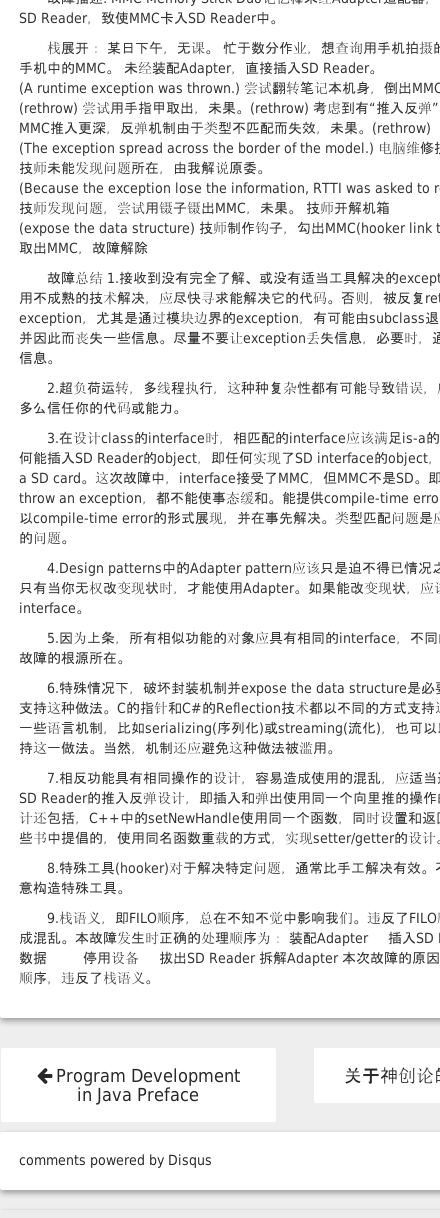 SD Reader，致使MMC卡入SD Reader中。
栈展开： 某日下午，无课。 忙于数分作业，想查询用手机拍摄的
手机中的MMC。 未经装配Adapter，直接插入SD Reader。
(A runtime exception was thrown.) 尝试翻转笔记本机身，倒出MMC
(rethrow) 尝试用手指甲取出，未果。(rethrow) 考虑到有“推入反弹”
MMC推入更深，反弹机制由于类型不匹配而失效，未果。(rethrow)
(The exception spread across the border of the model.) 电脑维修技
技师未能发现问题所在，由我解说原委。
(Because the exception lose the information, RTTI was asked to r
技师发现问题，尝试用镊子镊出MMC，未果。 技师开解机箱
(expose the data structure) 技师制作钩子，勾出MMC(hooker link t
取出MMC，故障解除
故障总结 1.接收到没有完全了解、或没有适当工具解决的except
用不成熟的技术解决，应尽快寻求能解决它的代码。否则，被反复ret
exception，尤其是通过模块边界的exception，有可能由subclass退
并因此而丧失一些信息。尽量不要让exception丢失信息，必要时，通
信息。
2.超负荷运转，多线程执行，这种种复杂性都有可能导致错误，
多么信任你的代码或能力。
3.在设计class的interface时，相匹配的interface应该满足is-a的
何能插入SD Reader的object，即任何实现了SD interface的object，
a SD card。这次故障中，interface接受了MMC，但MMC不是SD。即
throw an exception，都不能使事态缓和。能提供compile-time erro
以compile-time error的形式展现，并在事先解决。类型匹配问题是应
的问题。
4.Design patterns中的Adapter pattern应该只是迫不得已情况之
只有当你无权改变现状时，才能使用Adapter。如果能改变现状，应该
interface。
5.因为上条，所有相似功能的对象应具有相同的interface，不同的
故障的根源所在。
6.特殊情况下，破坏封装机制并expose the data structure是必要
支持这种做法。C的指针和C#的Reflection技术都以不同的方式支持这
一些语言机制，比如serializing(序列化)或streaming(流化)，也可以
持这一做法。当然，机制还应避免这种做法被滥用。
7.相反功能具有相同操作的设计，容易造成使用的混乱，应适当
SD Reader的推入反弹设计，即插入和弹出使用同一个向里推的操作的
计还包括，C++中的setNewHandle使用同一个函数，同时设置和返回
些书中提倡的，使用同名函数重载的方式，实现setter/getter的设计。
8.特殊工具(hooker)对于解决特定问题，通常比手工解决有效。不
意构造特殊工具。
9.栈语义，即FILO顺序，总在不知不觉中影响我们。违反了FILO
成混乱。本故障发生时正确的处理顺序为： 装配Adapter 插入SD
数据 停用设备 拔出SD Reader 拆解Adapter 本次故障的原因
顺序，违反了栈语义。
Program Development
in Java Preface
关于神创论的
comments powered by Disqus